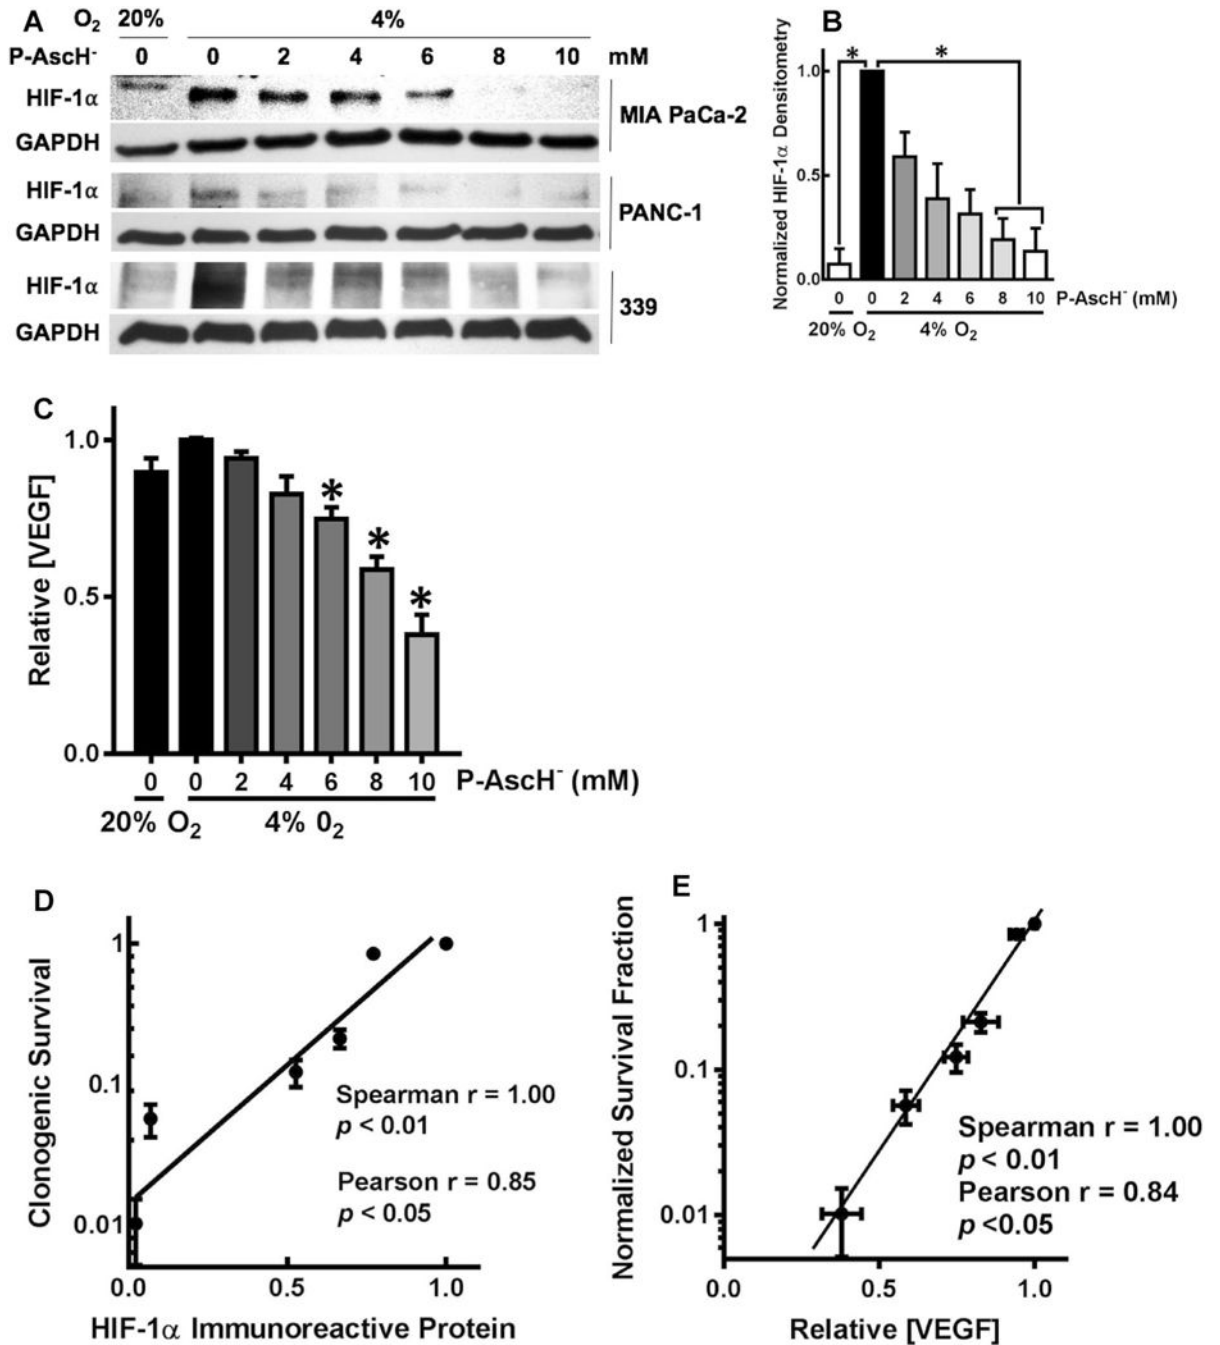 A
O2 20% 4%
P-AscH- 0 0 2 4 6 8 10 mM
HIF-1α
GAPDH
MIA PaCa-2
HIF-1α
GAPDH
PANC-1
HIF-1α
GAPDH
339
B
Normalized HIF-1α Densitometry
1.0
0.5
0.0
* *
0 0 2 4 6 8 10 P-AscH- (mM)
20% O2 4% O2
C
Relative [VEGF]
1.0
0.5
0.0
* * *
0 0 2 4 6 8 10 P-AscH- (mM)
20% O2 4% 02
D
Clonogenic Survival
1
0.1
0.01
Spearman r = 1.00
p < 0.01
Pearson r = 0.85
p < 0.05
0.0 0.5 1.0
HIF-1α Immunoreactive Protein
E
Normalized Survival Fraction
1
0.1
0.01
Spearman r = 1.00
p < 0.01
Pearson r = 0.84
p <0.05
0.0 0.5 1.0
Relative [VEGF]